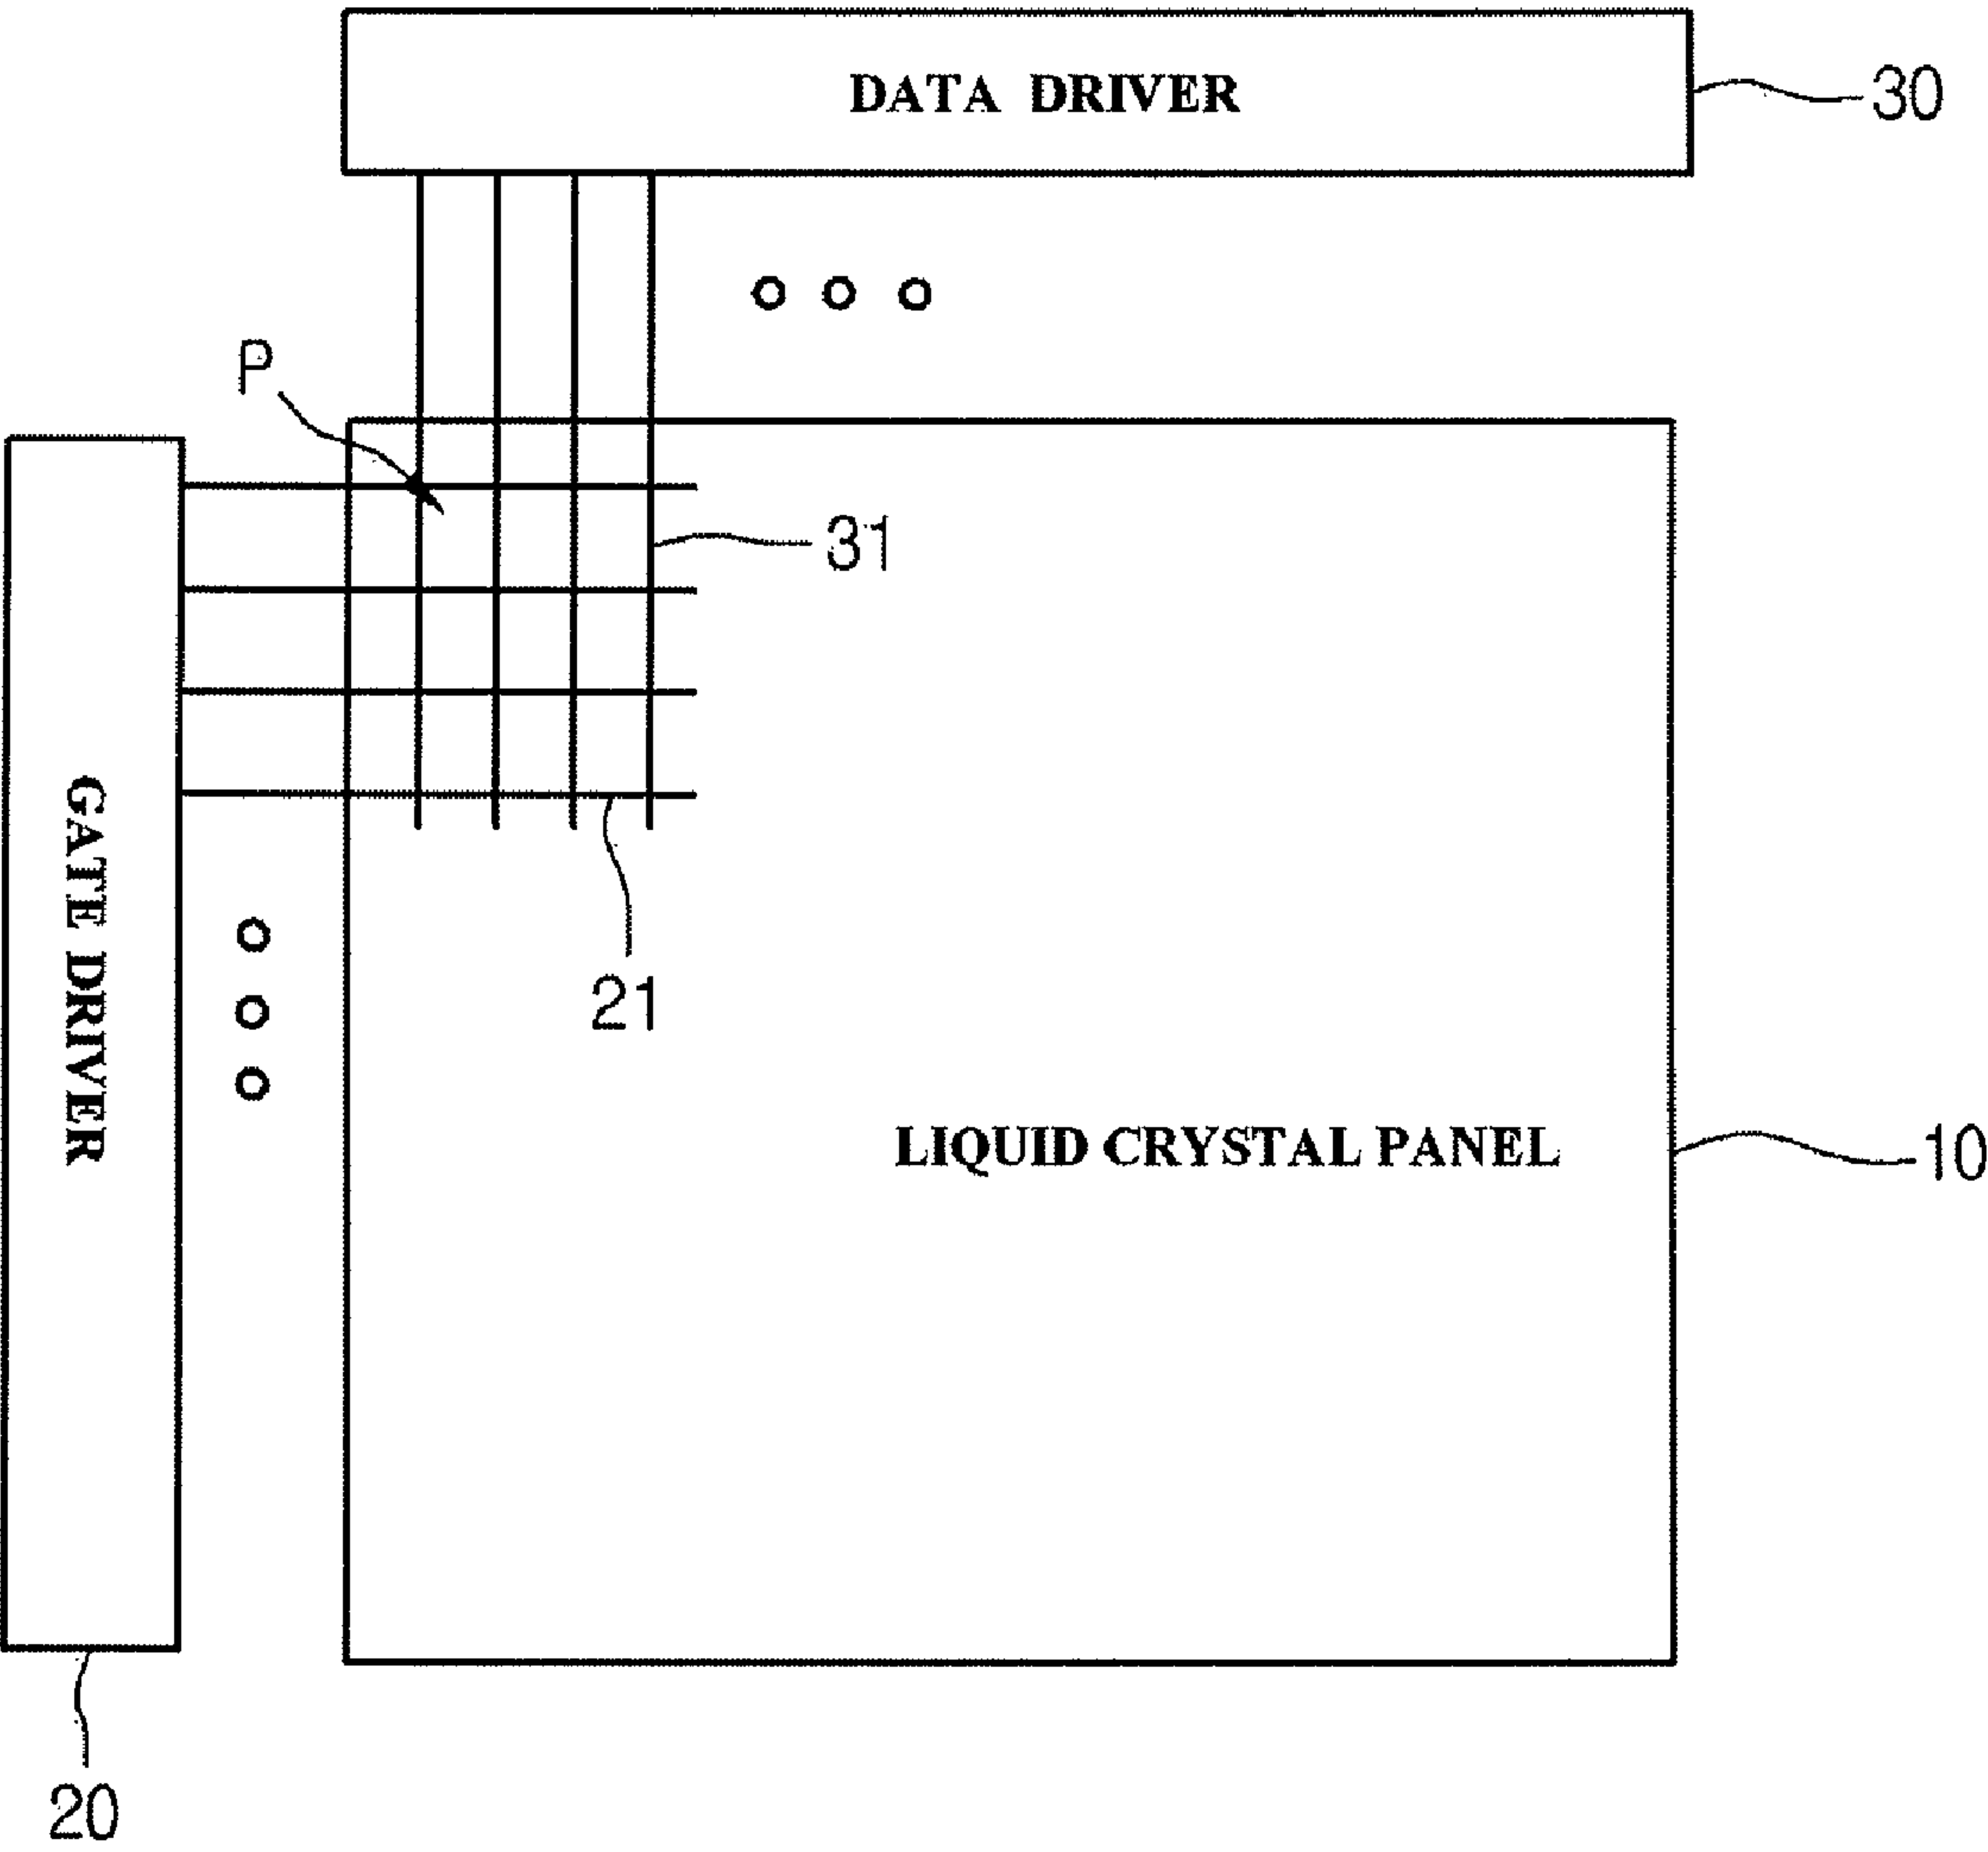 DATA DRIVER
30
P
31
GATE DRIVER
21
LIQUID CRYSTAL PANEL
10
20